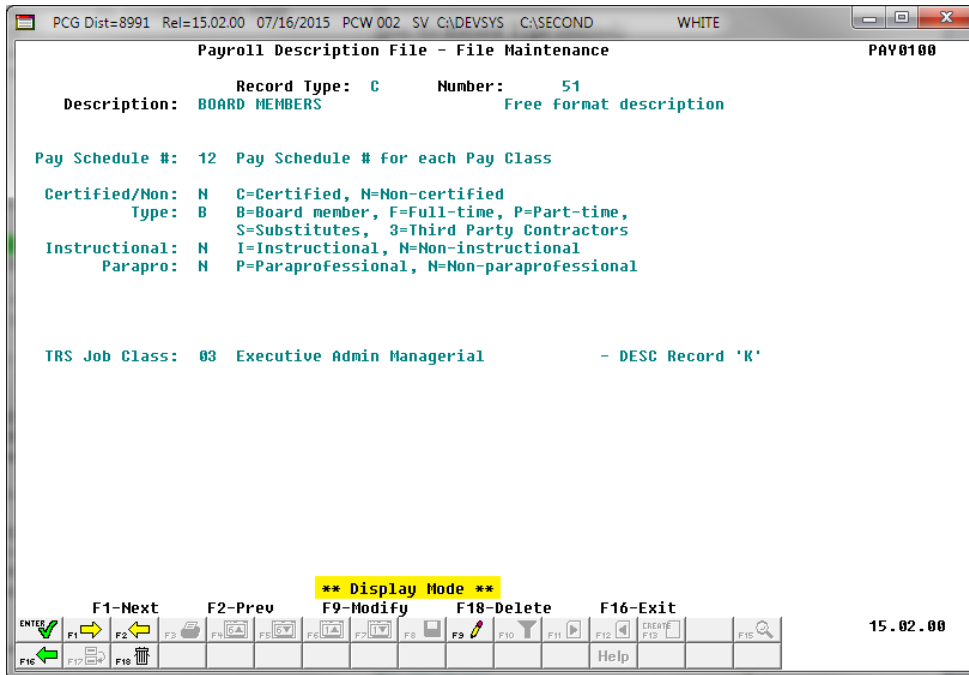 PCG Dist=8991 Rel=15.02.00 07/16/2015 PCW 002 SV C:\DEVSYS C:\SECOND WHITE
Payroll Description File - File Maintenance PAY0100
Record Type: C Number: 51
Description: BOARD MEMBERS Free format description
Pay Schedule #: 12 Pay Schedule # for each Pay Class
Certified/Non: N C=Certified, N=Non-certified
Type: B B=Board member, F=Full-time, P=Part-time,
S=Substitutes, 3=Third Party Contractors
Instructional: N I=Instructional, N=Non-instructional
Parapro: N P=Paraprofessional, N=Non-paraprofessional
TRS Job Class: 03 Executive Admin Managerial - DESC Record 'K'
** Display Mode **
F1-Next F2-Prev F9-Modify F18-Delete F16-Exit
ENTER F1 F2 F3 F4 F5 F6 F7 F8 F9 F10 F11 F12 CREATE F13 F15 15.02.00
F16 F17 F18 Help